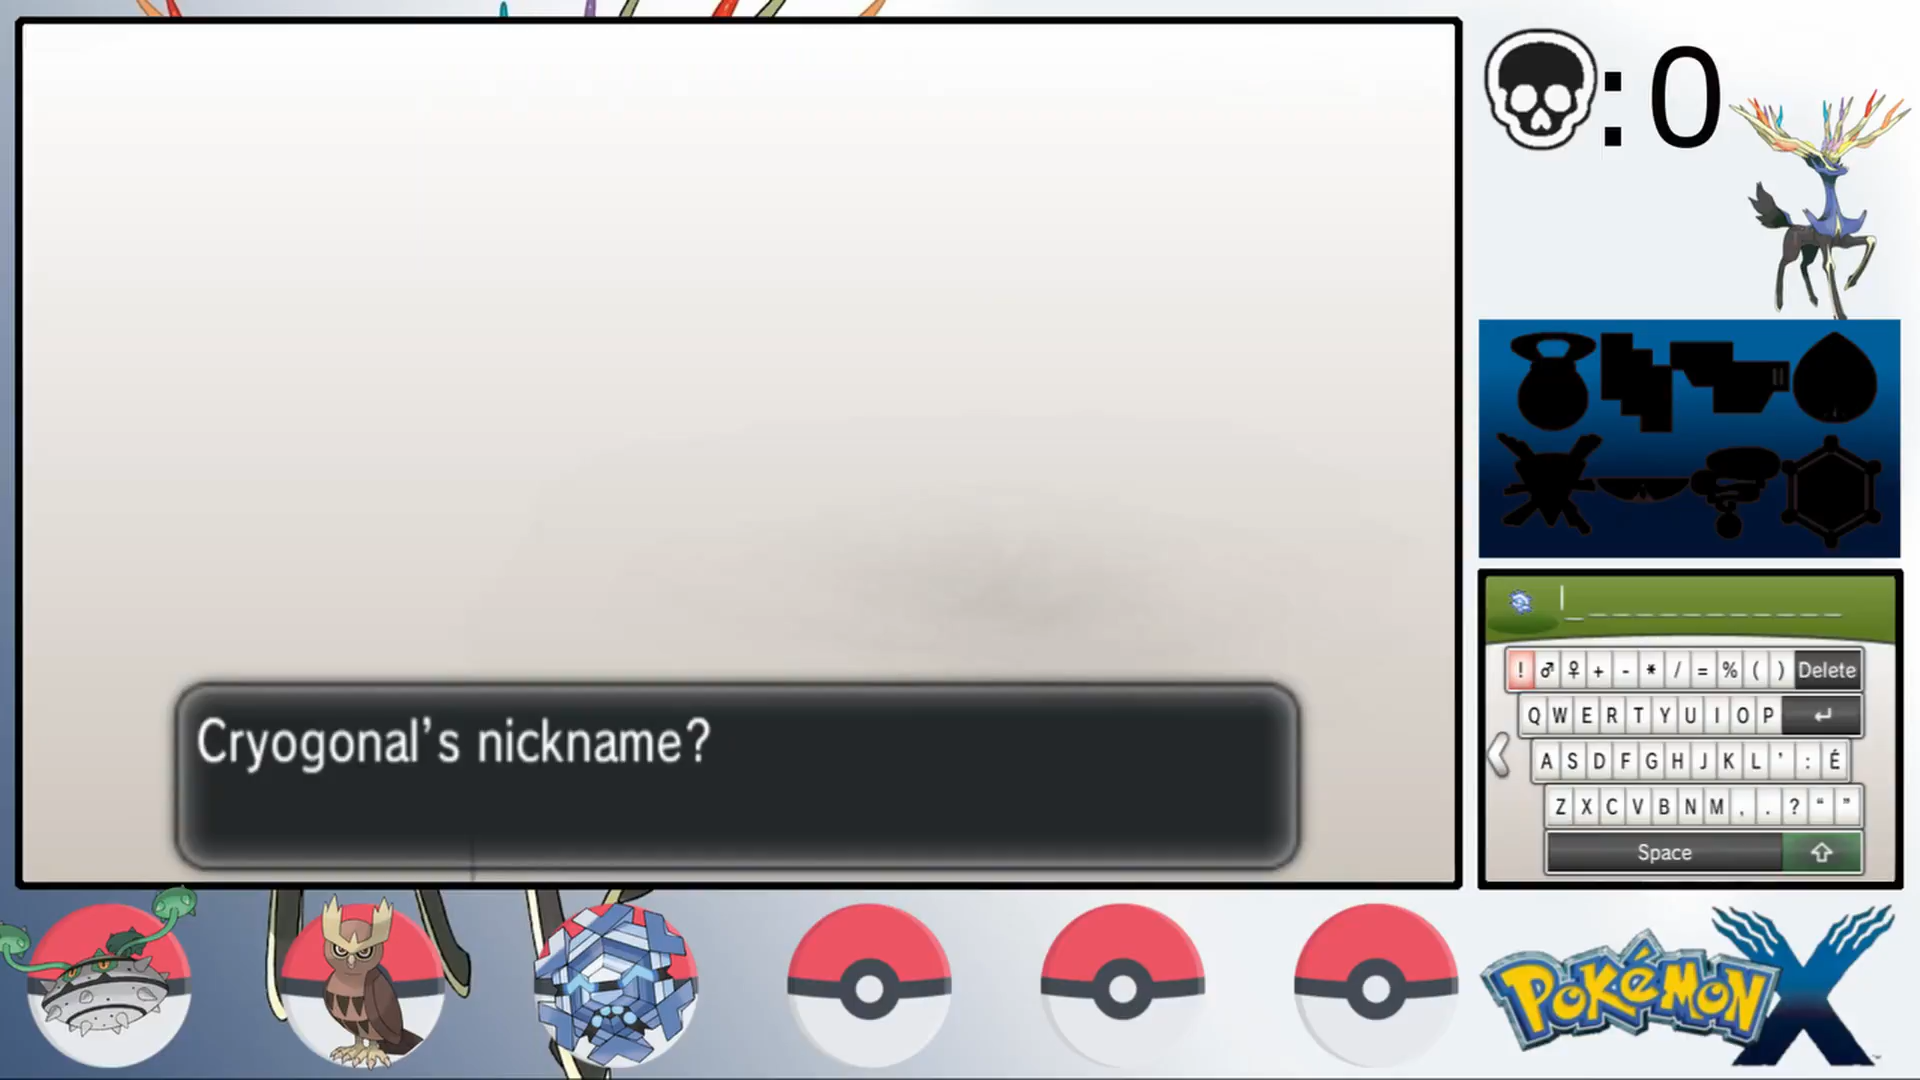 : 0
Cryogonal's nickname?
! ♂ ♀ + - * / = % ( ) Delete
Q W E R T Y U I O P ↵
A S D F G H J K L ' : É
Z X C V B N M , . ? “ ”
Space
POKéMON X